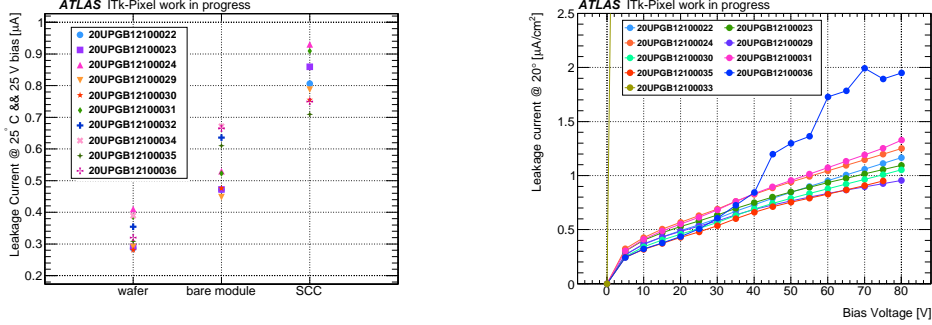 ATLAS ITk-Pixel work in progress
Leakage Current @ 25° C && 25 V bias [µA]
1
0.9
0.8
0.7
0.6
0.5
0.4
0.3
0.2
20UPGB12100022
20UPGB12100023
20UPGB12100024
20UPGB12100029
20UPGB12100030
20UPGB12100031
20UPGB12100032
20UPGB12100034
20UPGB12100035
20UPGB12100036
wafer bare module SCC
ATLAS ITk-Pixel work in progress
Leakage current @ 20° [µA/cm²]
2.5
2
1.5
1
0.5
0
20UPGB12100022 20UPGB12100023
20UPGB12100024 20UPGB12100029
20UPGB12100030 20UPGB12100031
20UPGB12100035 20UPGB12100036
20UPGB12100033
0 10 20 30 40 50 60 70 80
Bias Voltage [V]